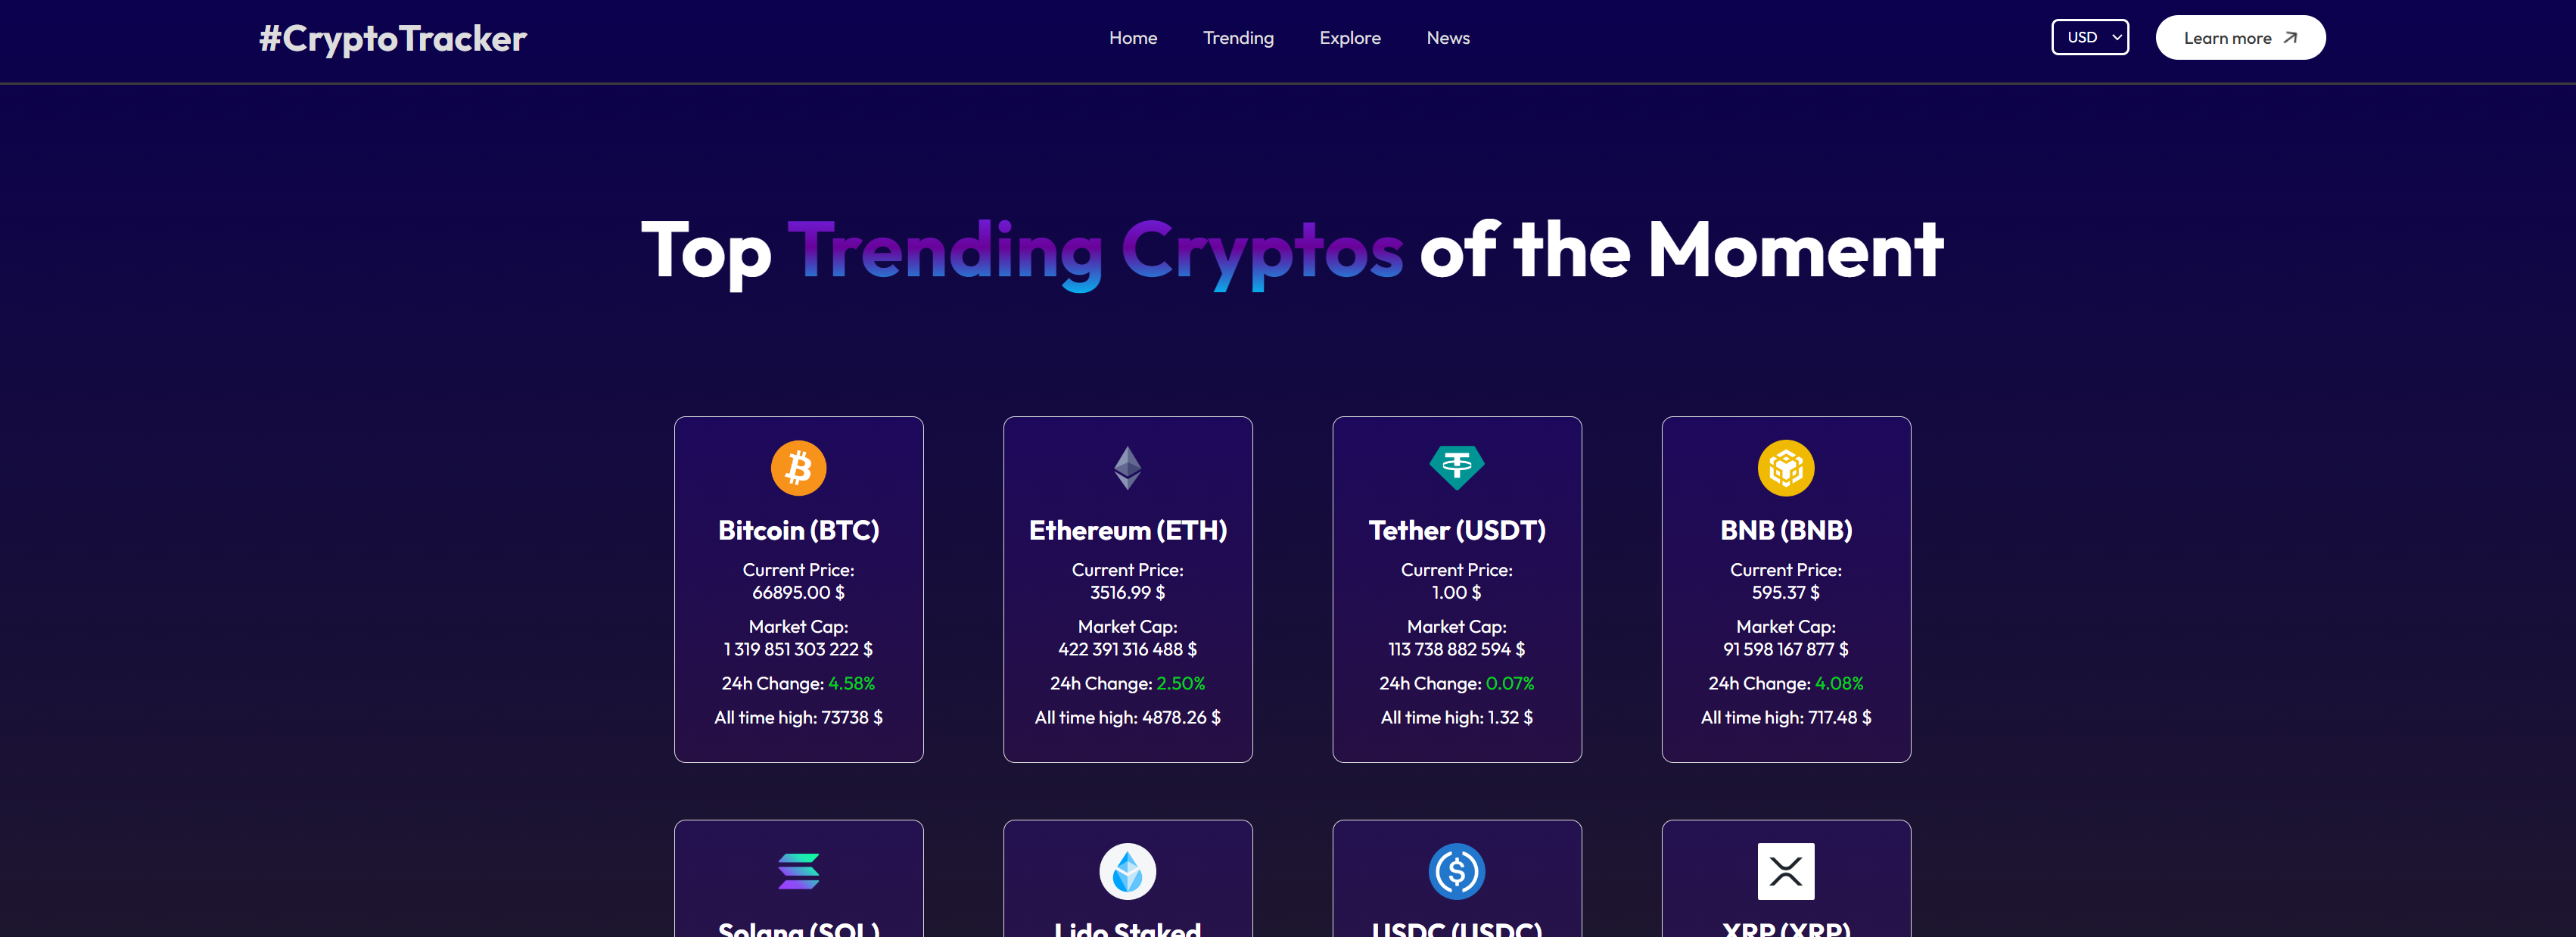 #CryptoTracker
Home Trending Explore News
USD
Learn more
Top Trending Cryptos of the Moment
Bitcoin (BTC)
Current Price:
66895.00 $
Market Cap:
1 319 851 303 222 $
24h Change: 4.58%
All time high: 73738 $
Ethereum (ETH)
Current Price:
3516.99 $
Market Cap:
422 391 316 488 $
24h Change: 2.50%
All time high: 4878.26 $
Tether (USDT)
Current Price:
1.00 $
Market Cap:
113 738 882 594 $
24h Change: 0.07%
All time high: 1.32 $
BNB (BNB)
Current Price:
595.37 $
Market Cap:
91 598 167 877 $
24h Change: 4.08%
All time high: 717.48 $
Solana (SOL)
Lido Staked
USDC (USDC)
XRP (XRP)